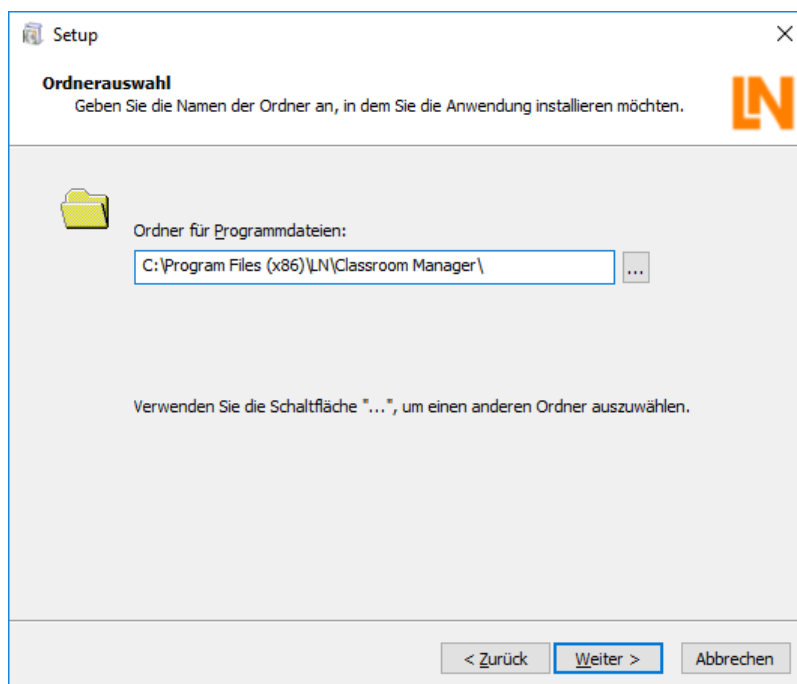 Setup
Ordnerauswahl
Geben Sie die Namen der Ordner an, in dem Sie die Anwendung installieren möchten.
LN
Ordner für Programmdateien:
C:\Program Files (x86)\LN\Classroom Manager\
...
Verwenden Sie die Schaltfläche "...", um einen anderen Ordner auszuwählen.
< Zurück Weiter > Abbrechen